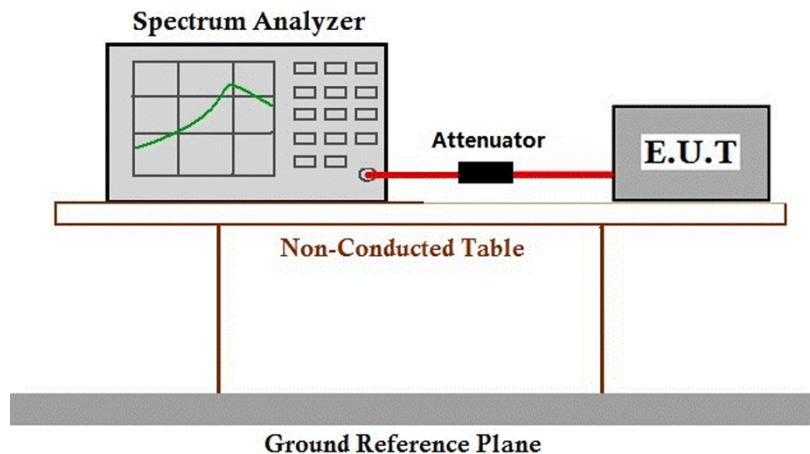 Spectrum Analyzer
Attenuator
E.U.T
Non-Conducted Table
Ground Reference Plane